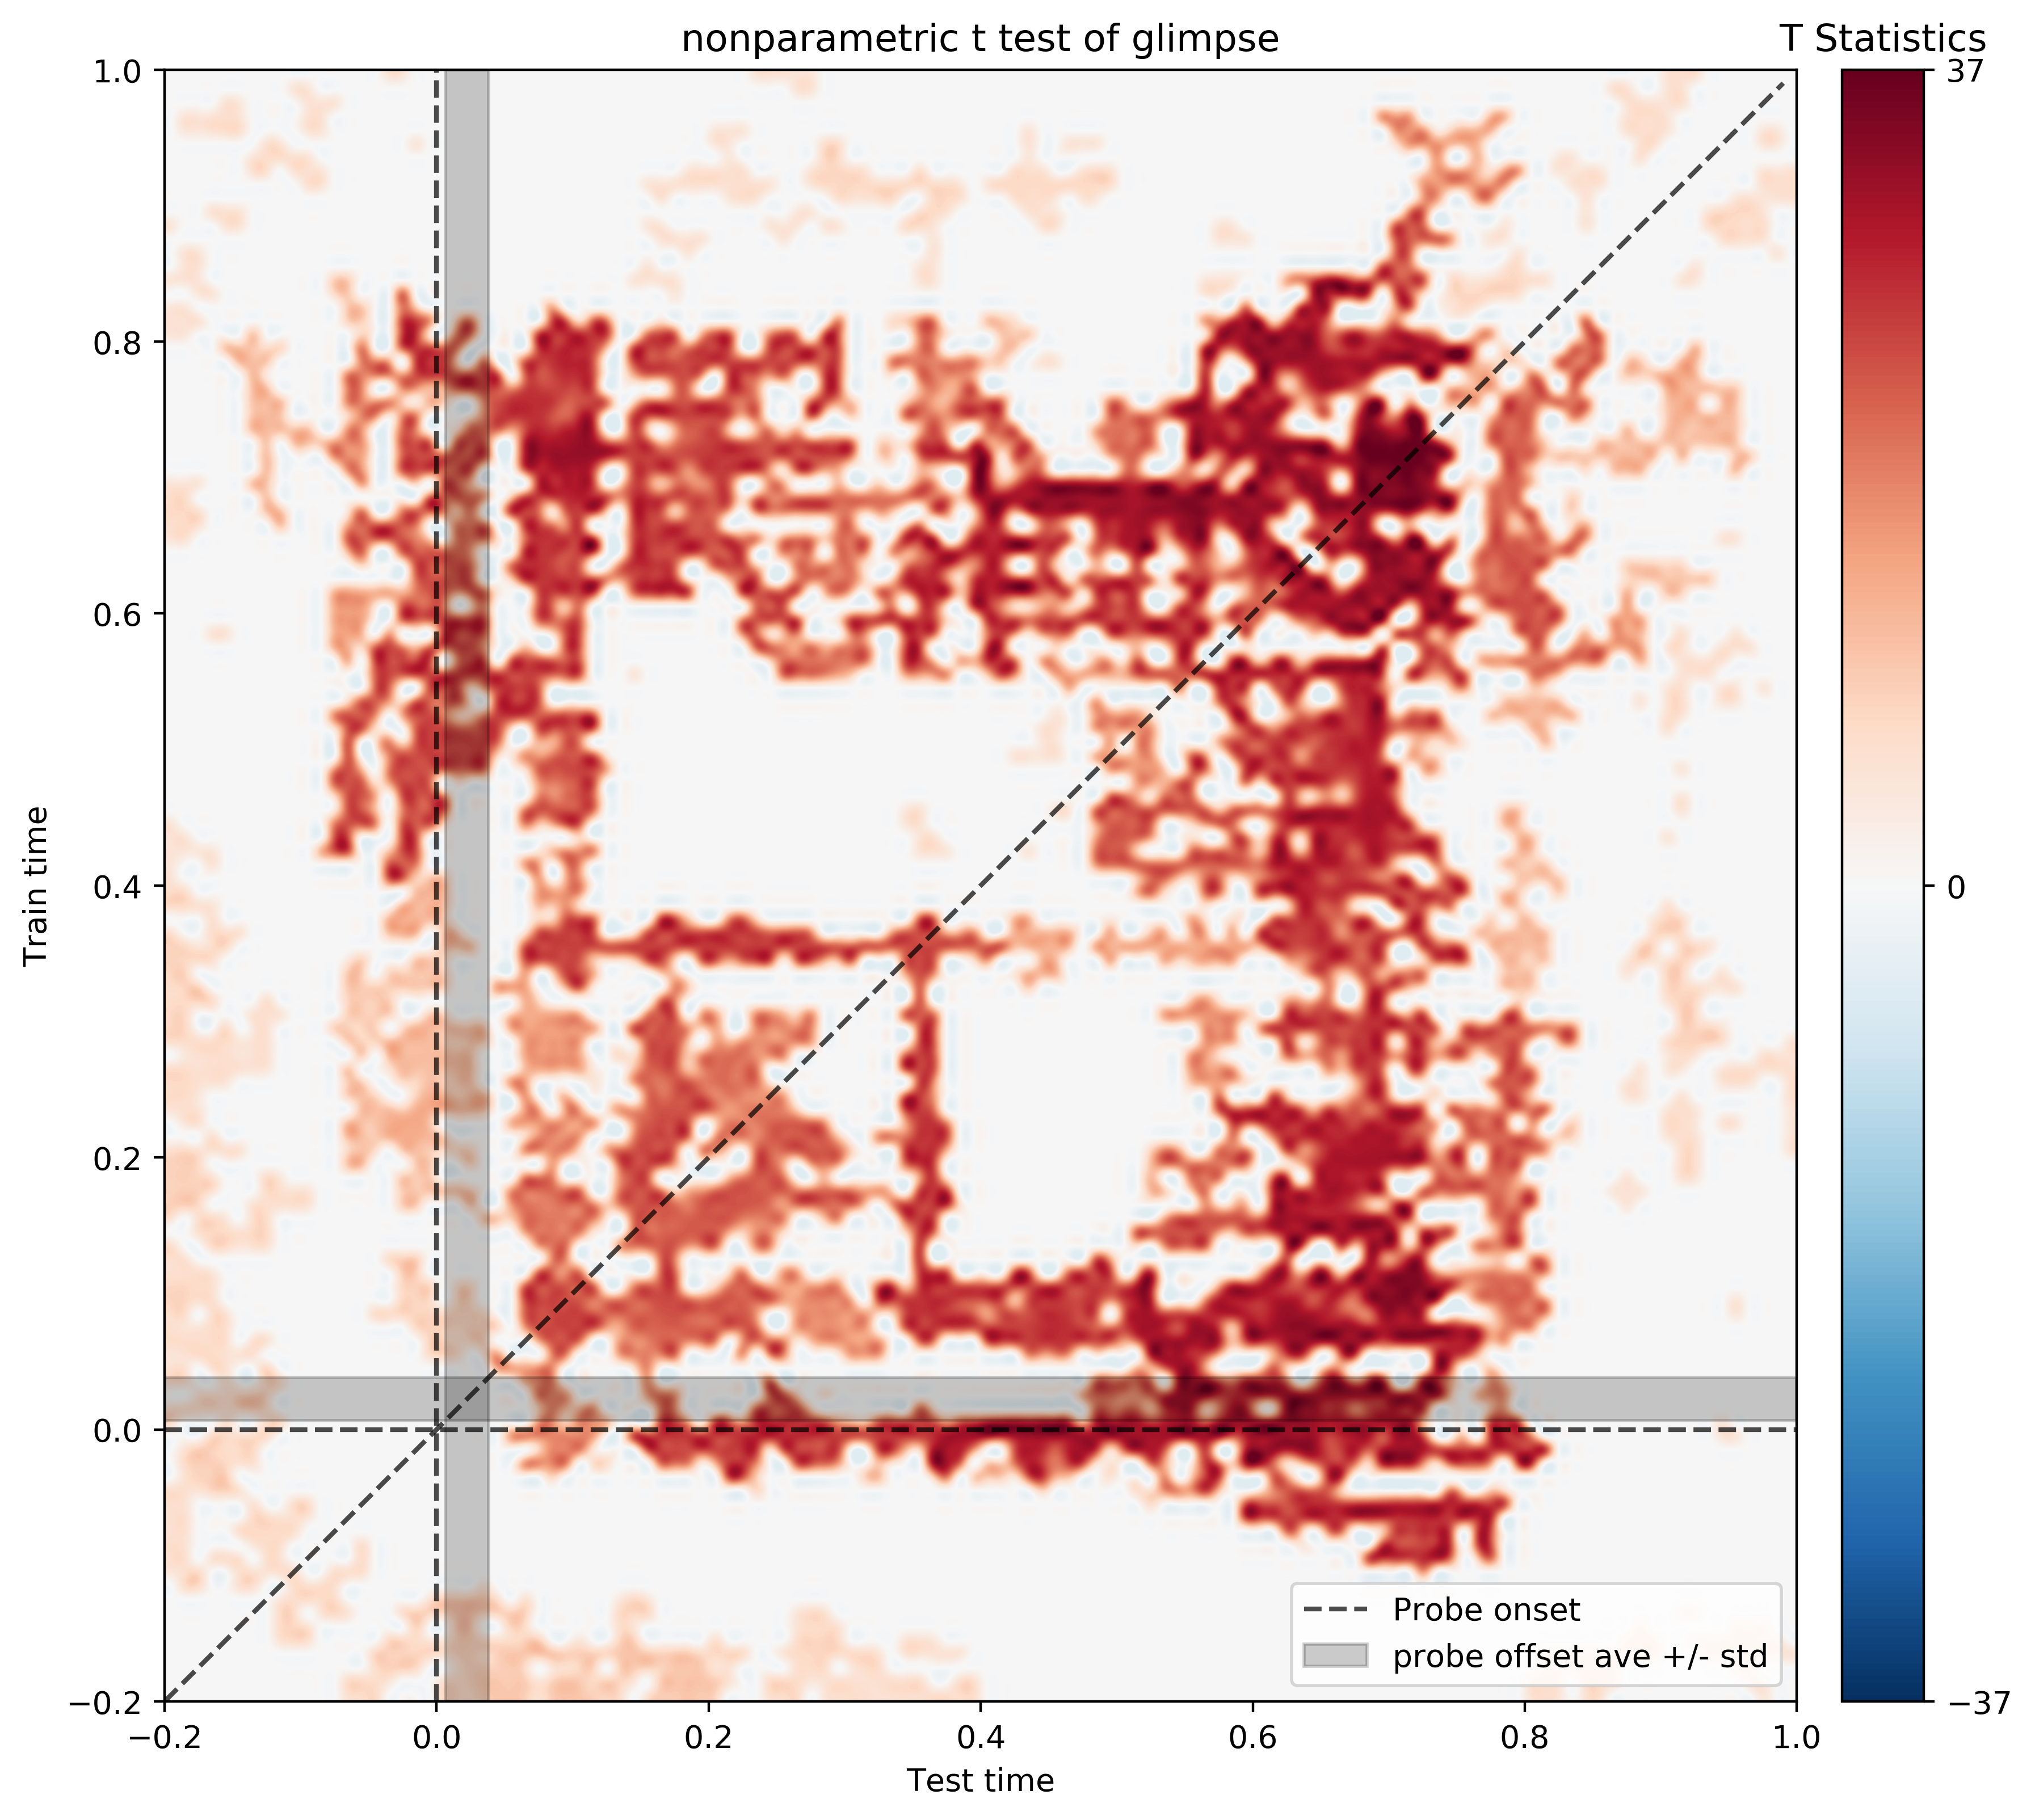 nonparametric t test of glimpse
T Statistics
37
0
−37
1.0
0.8
0.6
0.4
0.2
0.0
−0.2
Train time
Probe onset
probe offset ave +/- std
−0.2 0.0 0.2 0.4 0.6 0.8 1.0
Test time